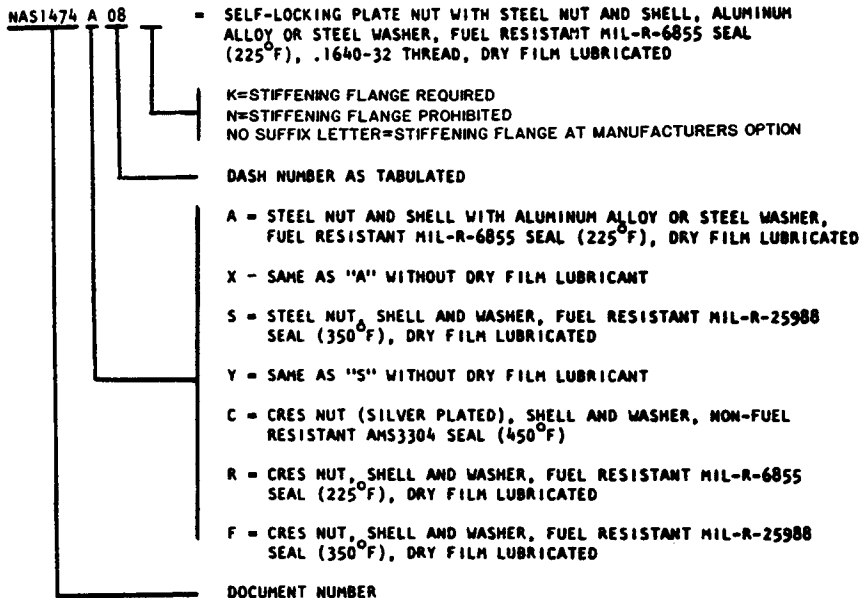 NAS1474 A 08 = SELF-LOCKING PLATE NUT WITH STEEL NUT AND SHELL, ALUMINUM
ALLOY OR STEEL WASHER, FUEL RESISTANT MIL-R-6855 SEAL
(225°F), .1640-32 THREAD, DRY FILM LUBRICATED
K=STIFFENING FLANGE REQUIRED
N=STIFFENING FLANGE PROHIBITED
NO SUFFIX LETTER=STIFFENING FLANGE AT MANUFACTURERS OPTION
DASH NUMBER AS TABULATED
A = STEEL NUT AND SHELL WITH ALUMINUM ALLOY OR STEEL WASHER,
FUEL RESISTANT MIL-R-6855 SEAL (225°F), DRY FILM LUBRICATED
X - SAME AS "A" WITHOUT DRY FILM LUBRICANT
S = STEEL NUT, SHELL AND WASHER, FUEL RESISTANT MIL-R-25988
SEAL (350°F), DRY FILM LUBRICATED
Y = SAME AS "S" WITHOUT DRY FILM LUBRICANT
C = CRES NUT (SILVER PLATED), SHELL AND WASHER, NON-FUEL
RESISTANT AMS3304 SEAL (450°F)
R = CRES NUT, SHELL AND WASHER, FUEL RESISTANT MIL-R-6855
SEAL (225°F), DRY FILM LUBRICATED
F = CRES NUT, SHELL AND WASHER, FUEL RESISTANT MIL-R-25988
SEAL (350°F), DRY FILM LUBRICATED
DOCUMENT NUMBER